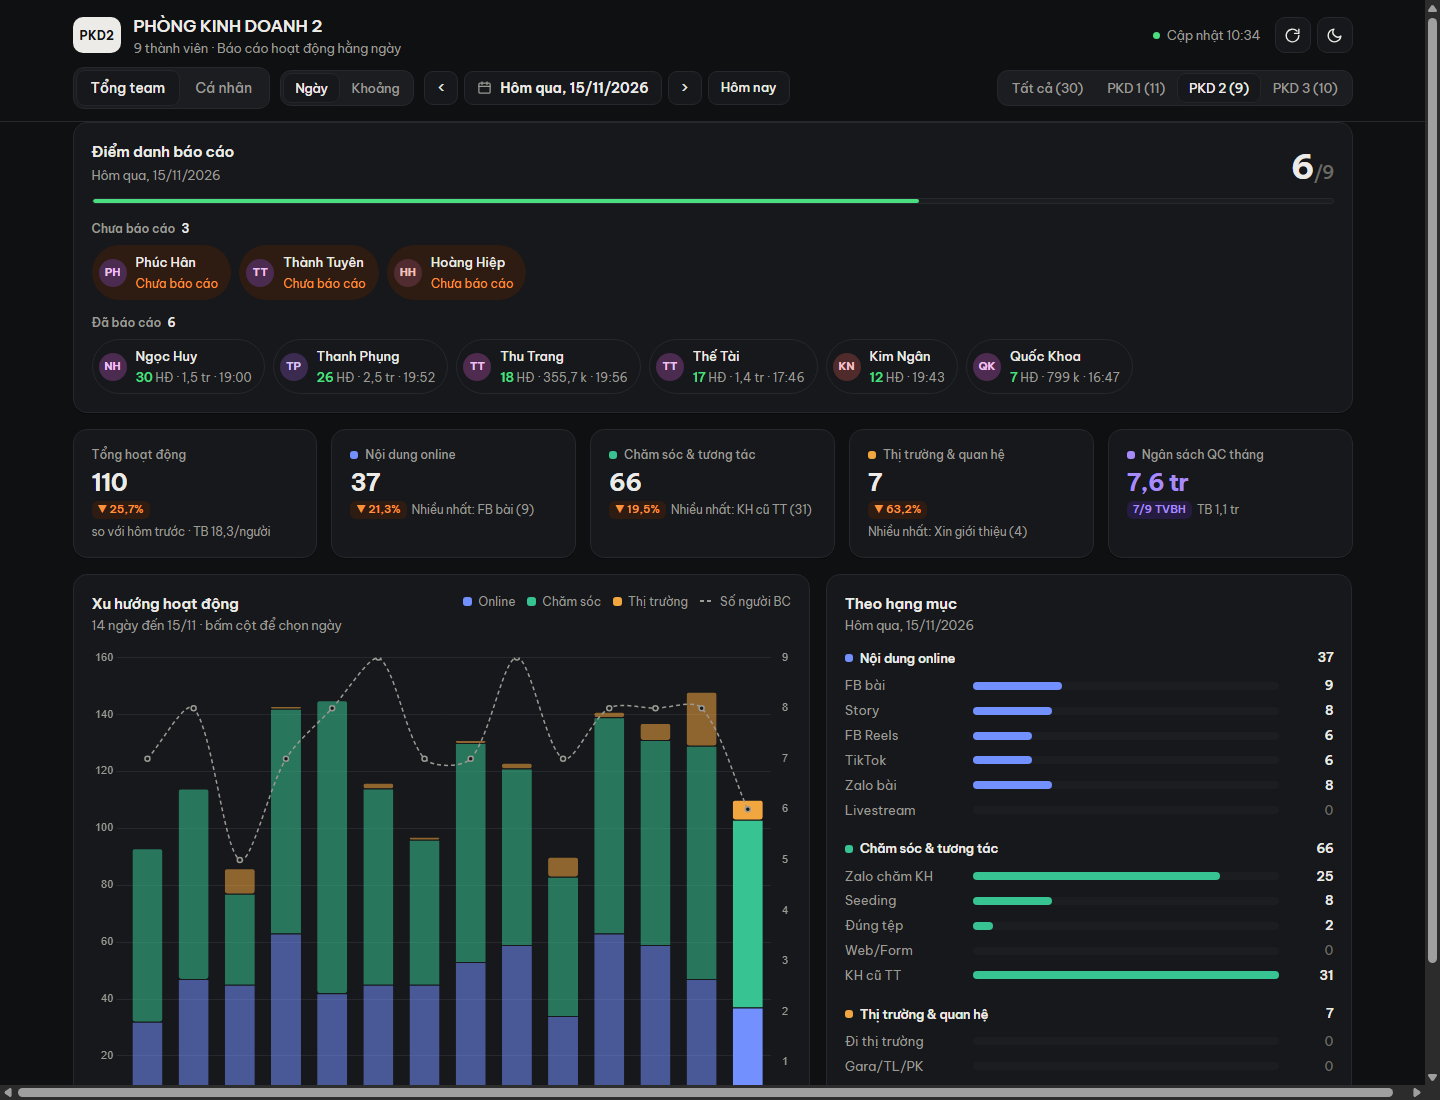 PKD2
PHÒNG KINH DOANH 2
9 thành viên · Báo cáo hoạt động hằng ngày
Cập nhật 10:34
Tổng team
Cá nhân
Ngày
Khoảng
‹
Hôm qua, 15/11/2026
›
Hôm nay
Tất cả (30)
PKD 1 (11)
PKD 2 (9)
PKD 3 (10)
Điểm danh báo cáo
Hôm qua, 15/11/2026
6/9
Chưa báo cáo 3
PH
Phúc Hân
Chưa báo cáo
TT
Thành Tuyên
Chưa báo cáo
HH
Hoàng Hiệp
Chưa báo cáo
Đã báo cáo 6
NH
Ngọc Huy
30 HĐ · 1,5 tr · 19:00
TP
Thanh Phụng
26 HĐ · 2,5 tr · 19:52
TT
Thu Trang
18 HĐ · 355,7 k · 19:56
TT
Thế Tài
17 HĐ · 1,4 tr · 17:46
KN
Kim Ngân
12 HĐ · 19:43
QK
Quốc Khoa
7 HĐ · 799 k · 16:47
Tổng hoạt động
110
▼ 25,7%
so với hôm trước · TB 18,3/người
Nội dung online
37
▼ 21,3% Nhiều nhất: FB bài (9)
Chăm sóc & tương tác
66
▼ 19,5% Nhiều nhất: KH cũ TT (31)
Thị trường & quan hệ
7
▼ 63,2%
Nhiều nhất: Xin giới thiệu (4)
Ngân sách QC tháng
7,6 tr
7/9 TVBH TB 1,1 tr
Xu hướng hoạt động
14 ngày đến 15/11 · bấm cột để chọn ngày
Online
Chăm sóc
Thị trường
Số người BC
160
140
120
100
80
60
40
20
9
8
7
6
5
4
3
2
1
Theo hạng mục
Hôm qua, 15/11/2026
Nội dung online 37
FB bài 9
Story 8
FB Reels 6
TikTok 6
Zalo bài 8
Livestream 0
Chăm sóc & tương tác 66
Zalo chăm KH 25
Seeding 8
Đúng tệp 2
Web/Form 0
KH cũ TT 31
Thị trường & quan hệ 7
Đi thị trường 0
Gara/TL/PK 0